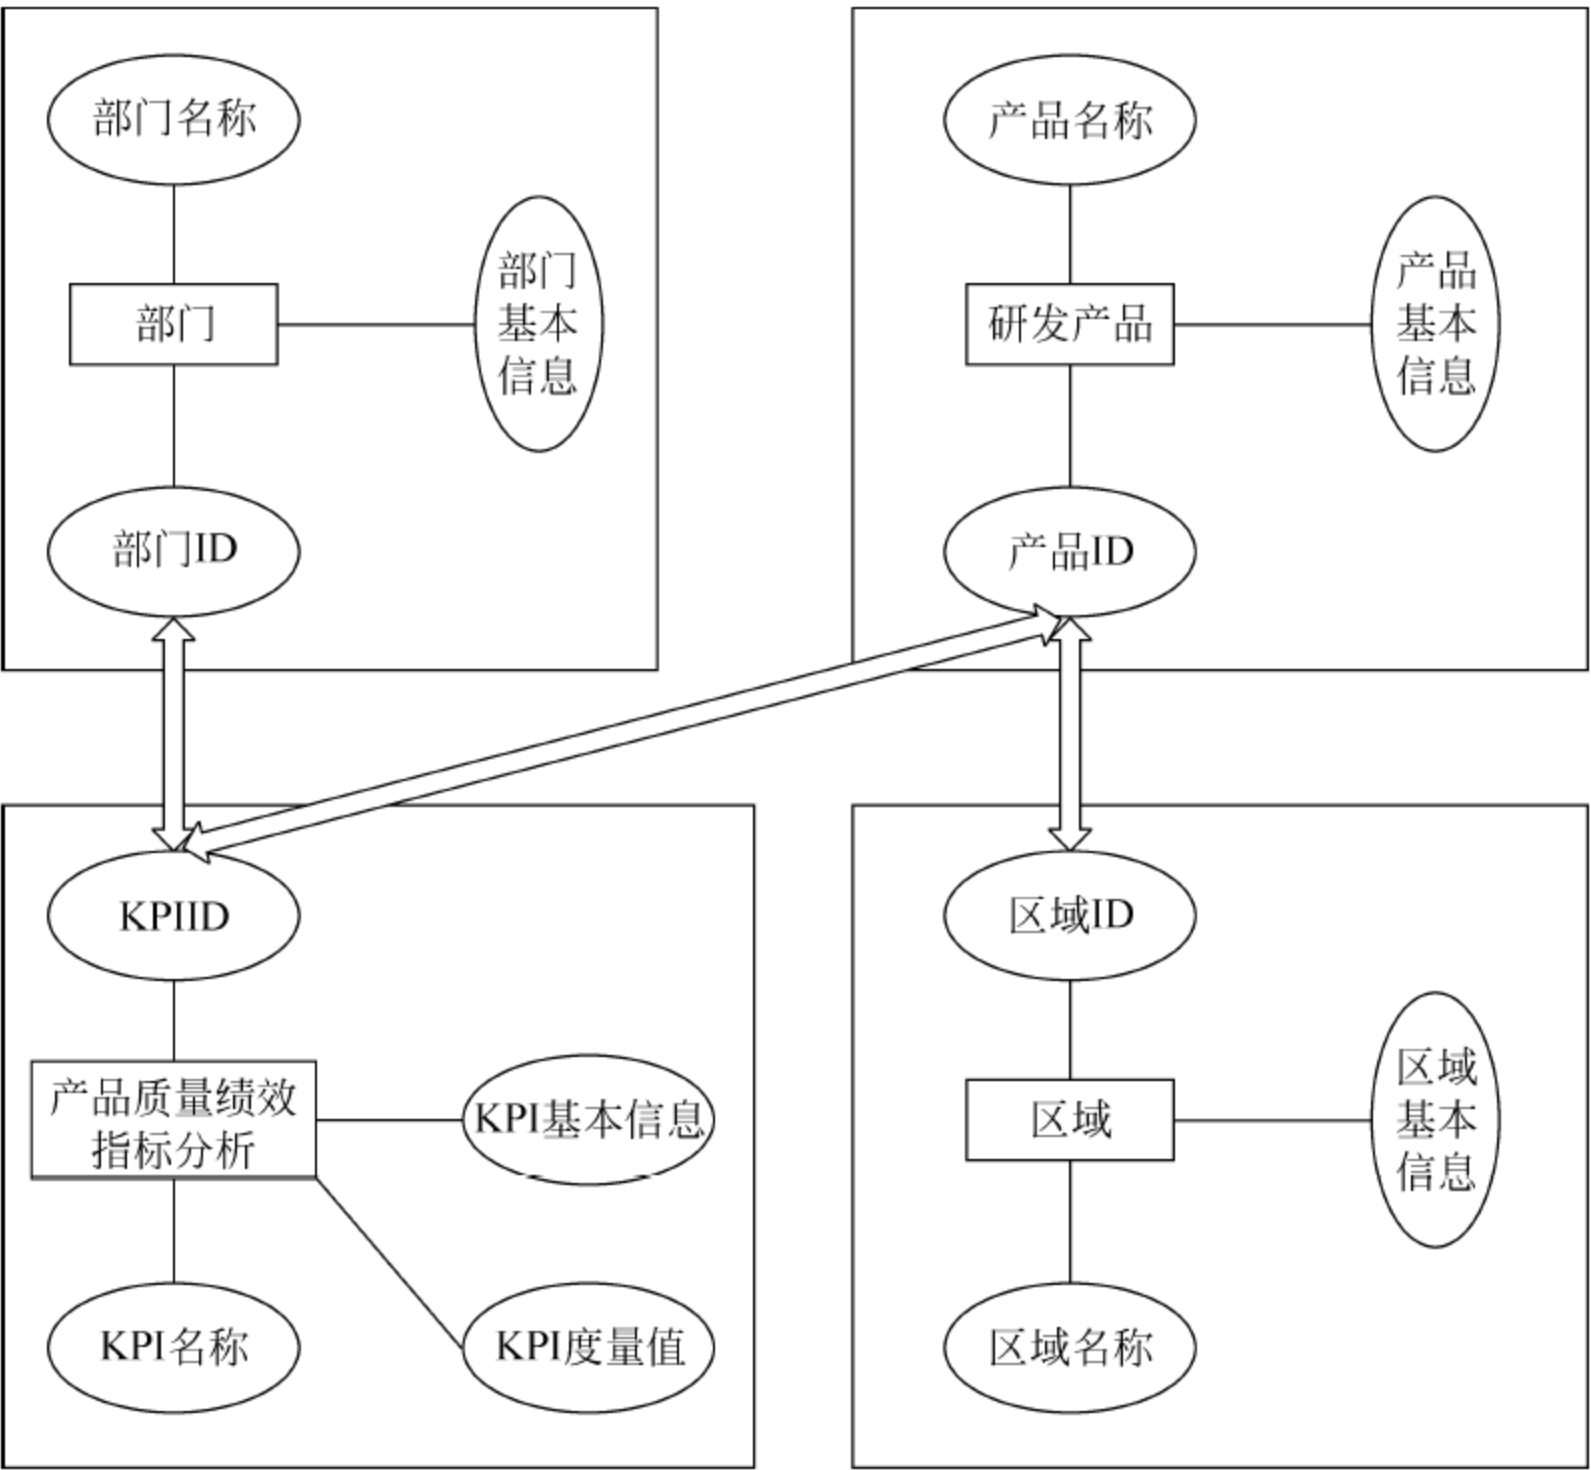 部门名称
部门
基本
信息
部门
部门ID
产品名称
产品
基本
信息
研发产品
产品ID
KPIID
产品质量绩效
指标分析
KPI基本信息
KPI名称
KPI度量值
区域ID
区域
基本
信息
区域
区域名称